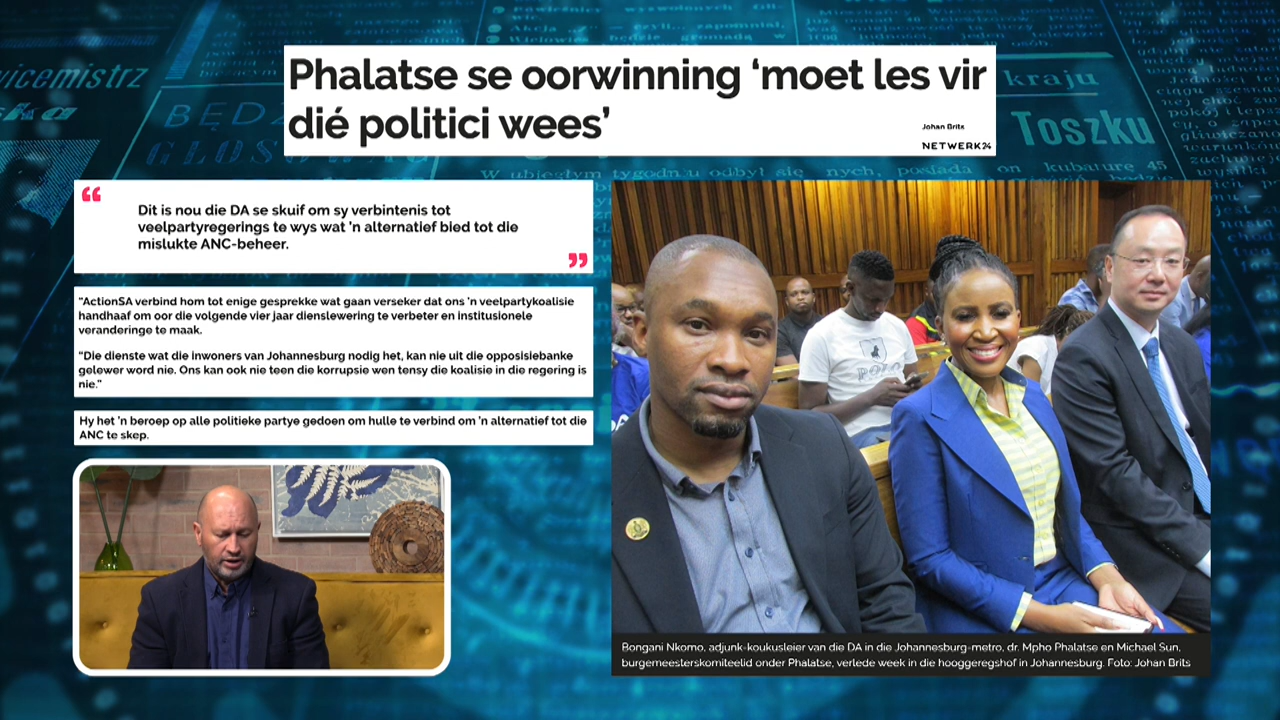 Phalatse se oorwinning ‘moet les vir
dié politici wees’
Johan Brits
NETWERK24
vicemistrz
kraju
BĘDZ
GŁOSOWAŁ
Toszku
“
Dit is nou die DA se skuif om sy verbintenis tot
veelpartyregerings te wys wat 'n alternatief bied tot die
mislukte ANC-beheer.
”
"ActionSA verbind hom tot enige gesprekke wat gaan verseker dat ons 'n veelpartykoalisie
handhaaf om oor die volgende vier jaar dienslewering te verbeter en institusionele
veranderinge te maak.
"Die dienste wat die inwoners van Johannesburg nodig het, kan nie uit die opposisiebanke
gelewer word nie. Ons kan ook nie teen die korrupsie wen tensy die koalisie in die regering is
nie."
Hy het 'n beroep op alle politieke partye gedoen om hulle te verbind om 'n alternatief tot die
ANC te skep.
POLO
Bongani Nkomo, adjunk-koukusleier van die DA in die Johannesburg-metro, dr. Mpho Phalatse en Michael Sun,
burgemeesterskomiteelid onder Phalatse, verlede week in die hooggeregshof in Johannesburg. Foto: Johan Brits